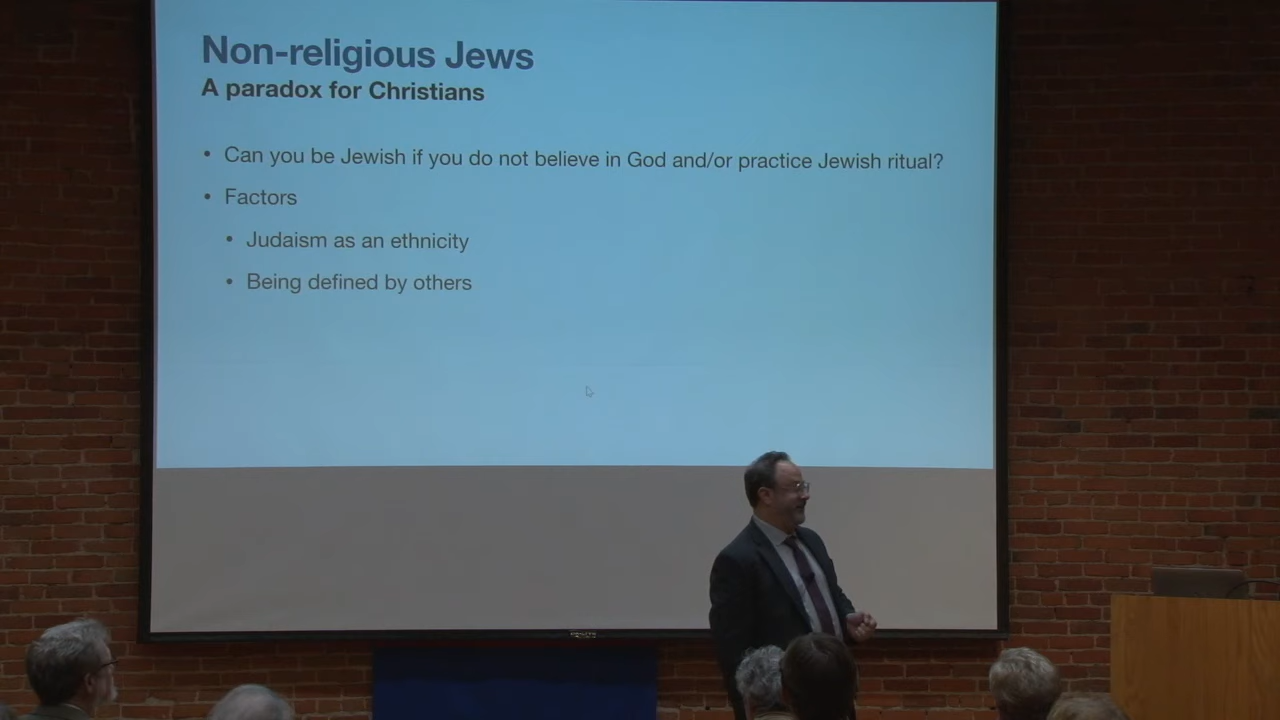 Non-religious Jews
A paradox for Christians
• Can you be Jewish if you do not believe in God and/or practice Jewish ritual?
• Factors
• Judaism as an ethnicity
• Being defined by others